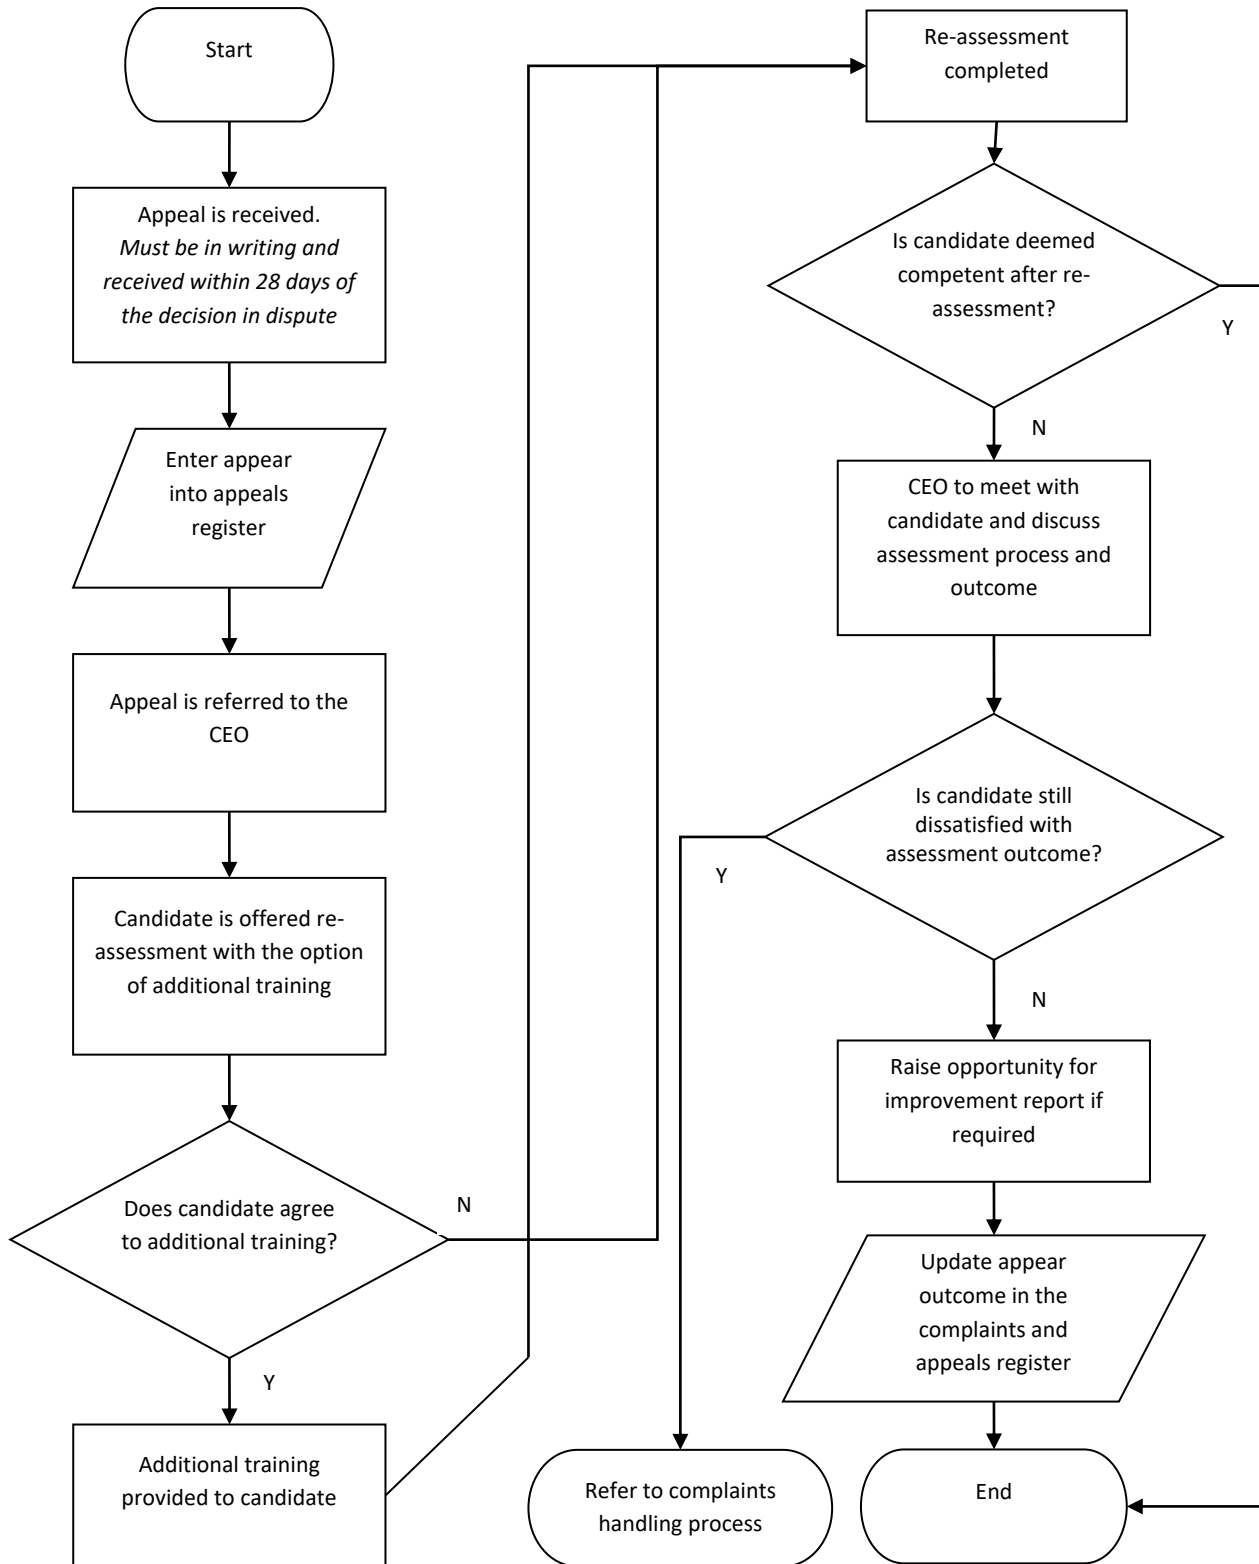 Start
Appeal is received.
Must be in writing and
received within 28 days of
the decision in dispute
Enter appear
into appeals
register
Appeal is referred to the
CEO
Candidate is offered re-
assessment with the option
of additional training
Does candidate agree
to additional training?
N
Y
Additional training
provided to candidate
Re-assessment
completed
Is candidate deemed
competent after re-
assessment?
Y
N
CEO to meet with
candidate and discuss
assessment process and
outcome
Is candidate still
dissatisfied with
assessment outcome?
Y
N
Raise opportunity for
improvement report if
required
Update appear
outcome in the
complaints and
appeals register
Refer to complaints
handling process
End